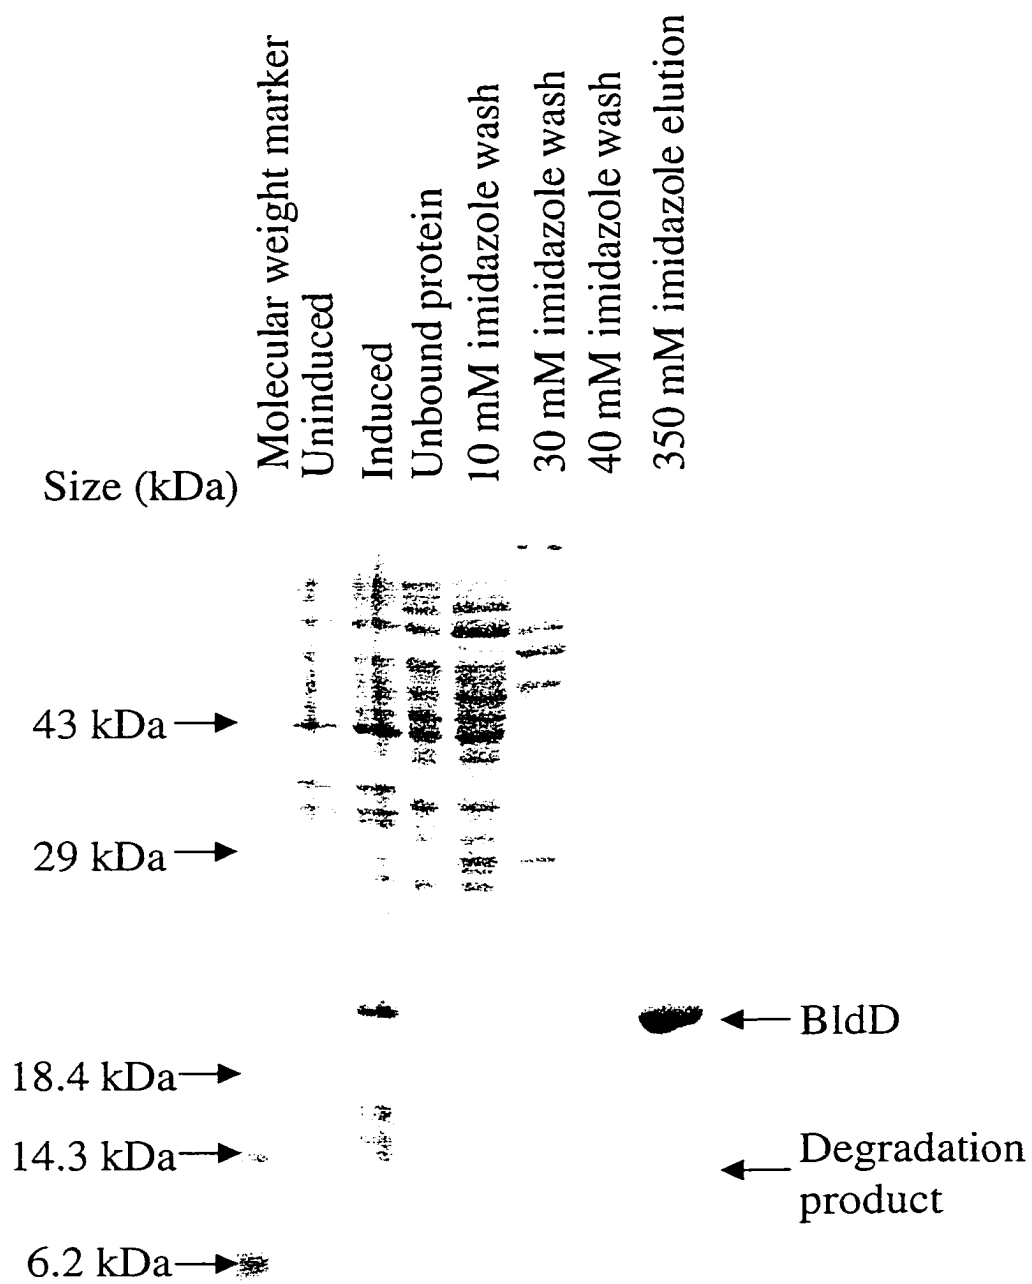 Molecular weight marker
Uninduced
Induced
Unbound protein
10 mM imidazole wash
30 mM imidazole wash
40 mM imidazole wash
350 mM imidazole elution
Size (kDa)
43 kDa
29 kDa
BldD
18.4 kDa
14.3 kDa
Degradation
product
6.2 kDa